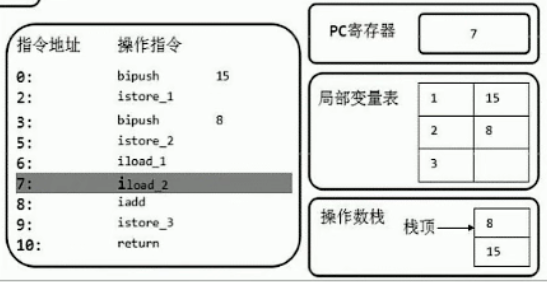 指令地址 操作指令
0: bipush 15
2: istore_1
3: bipush 8
5: istore_2
6: iload_1
7: iload_2
8: iadd
9: istore_3
10: return
PC寄存器 7
局部变量表
1 15
2 8
3
操作数栈
栈顶 8
15